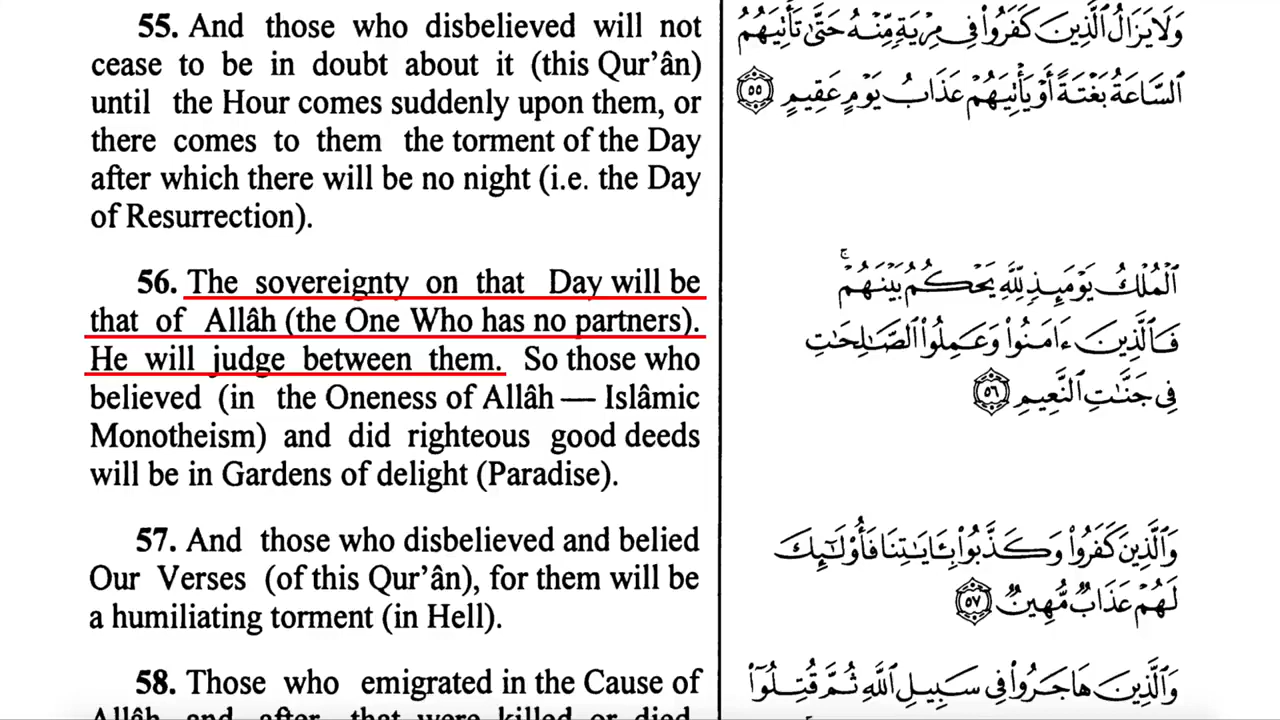 55. And those who disbelieved will not
cease to be in doubt about it (this Qur’ân)
until the Hour comes suddenly upon them, or
there comes to them the torment of the Day
after which there will be no night (i.e. the Day
of Resurrection).
56. The sovereignty on that Day will be
that of Allâh (the One Who has no partners).
He will judge between them. So those who
believed (in the Oneness of Allâh — Islâmic
Monotheism) and did righteous good deeds
will be in Gardens of delight (Paradise).
57. And those who disbelieved and belied
Our Verses (of this Qur’ân), for them will be
a humiliating torment (in Hell).
58. Those who emigrated in the Cause of
Allâh and after that were killed or died,
وَلَا يَزَالُ ٱلَّذِينَ كَفَرُوا۟ فِى مِرْيَةٍ مِّنْهُ حَتَّىٰ تَأْتِيَهُمُ
ٱلسَّاعَةُ بَغْتَةً أَوْ يَأْتِيَهُمْ عَذَابُ يَوْمٍ عَقِيمٍ ٥٥
ٱلْمُلْكُ يَوْمَئِذٍ لِّلَّهِ يَحْكُمُ بَيْنَهُمْ ۚ
فَٱلَّذِينَ ءَامَنُوا۟ وَعَمِلُوا۟ ٱلصَّـٰلِحَـٰتِ
فِى جَنَّـٰتِ ٱلنَّعِيمِ ٥٦
وَٱلَّذِينَ كَفَرُوا۟ وَكَذَّبُوا۟ بِـَٔايَـٰتِنَا فَأُو۟لَـٰٓئِكَ
لَهُمْ عَذَابٌ مُّهِينٌ ٥٧
وَٱلَّذِينَ هَاجَرُوا۟ فِى سَبِيلِ ٱللَّهِ ثُمَّ قُتِلُوٓا۟